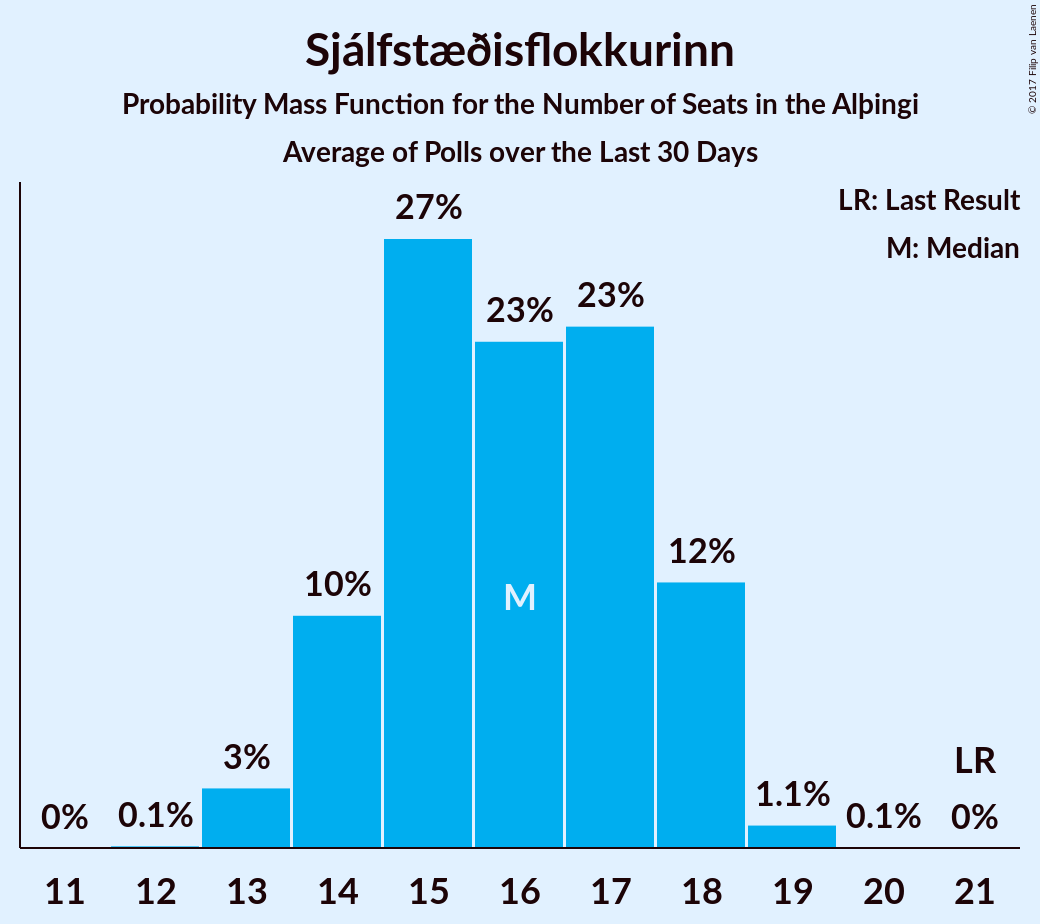 Sjálfstæðisflokkurinn
Probability Mass Function for the Number of Seats in the Alþingi
Average of Polls over the Last 30 Days
© 2017 Filip van Laenen
LR: Last Result
M: Median
27%
23%
23%
12%
10%
M
3%
LR
1.1%
0%
0.1%
0.1%
0%
11 12 13 14 15 16 17 18 19 20 21